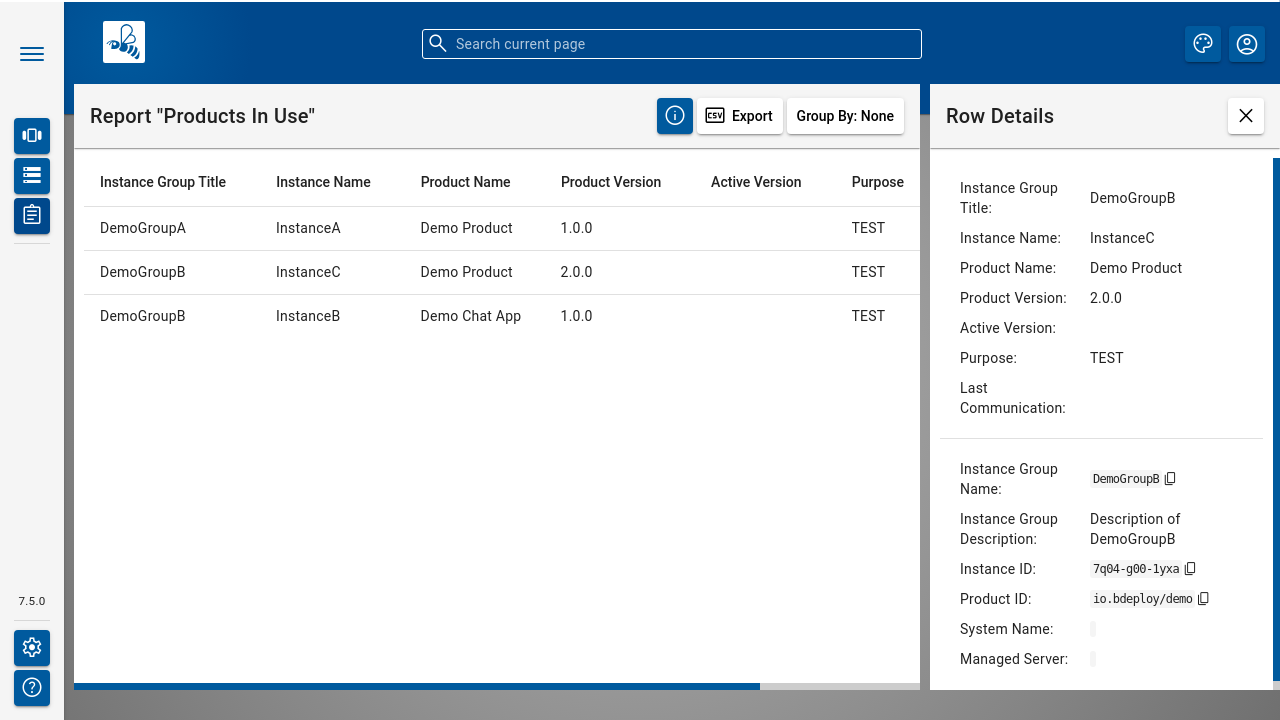 Search current page
Report "Products In Use"
CSV Export
Group By: None
Row Details
Instance Group Title Instance Name Product Name Product Version Active Version Purpose
DemoGroupA InstanceA Demo Product 1.0.0 TEST
DemoGroupB InstanceC Demo Product 2.0.0 TEST
DemoGroupB InstanceB Demo Chat App 1.0.0 TEST
Instance Group
Title: DemoGroupB
Instance Name: InstanceC
Product Name: Demo Product
Product Version: 2.0.0
Active Version:
Purpose: TEST
Last
Communication:
Instance Group
Name: DemoGroupB
Instance Group Description of
Description: DemoGroupB
Instance ID: 7q04-g00-1yxa
Product ID: io.bdeploy/demo
System Name:
Managed Server:
7.5.0